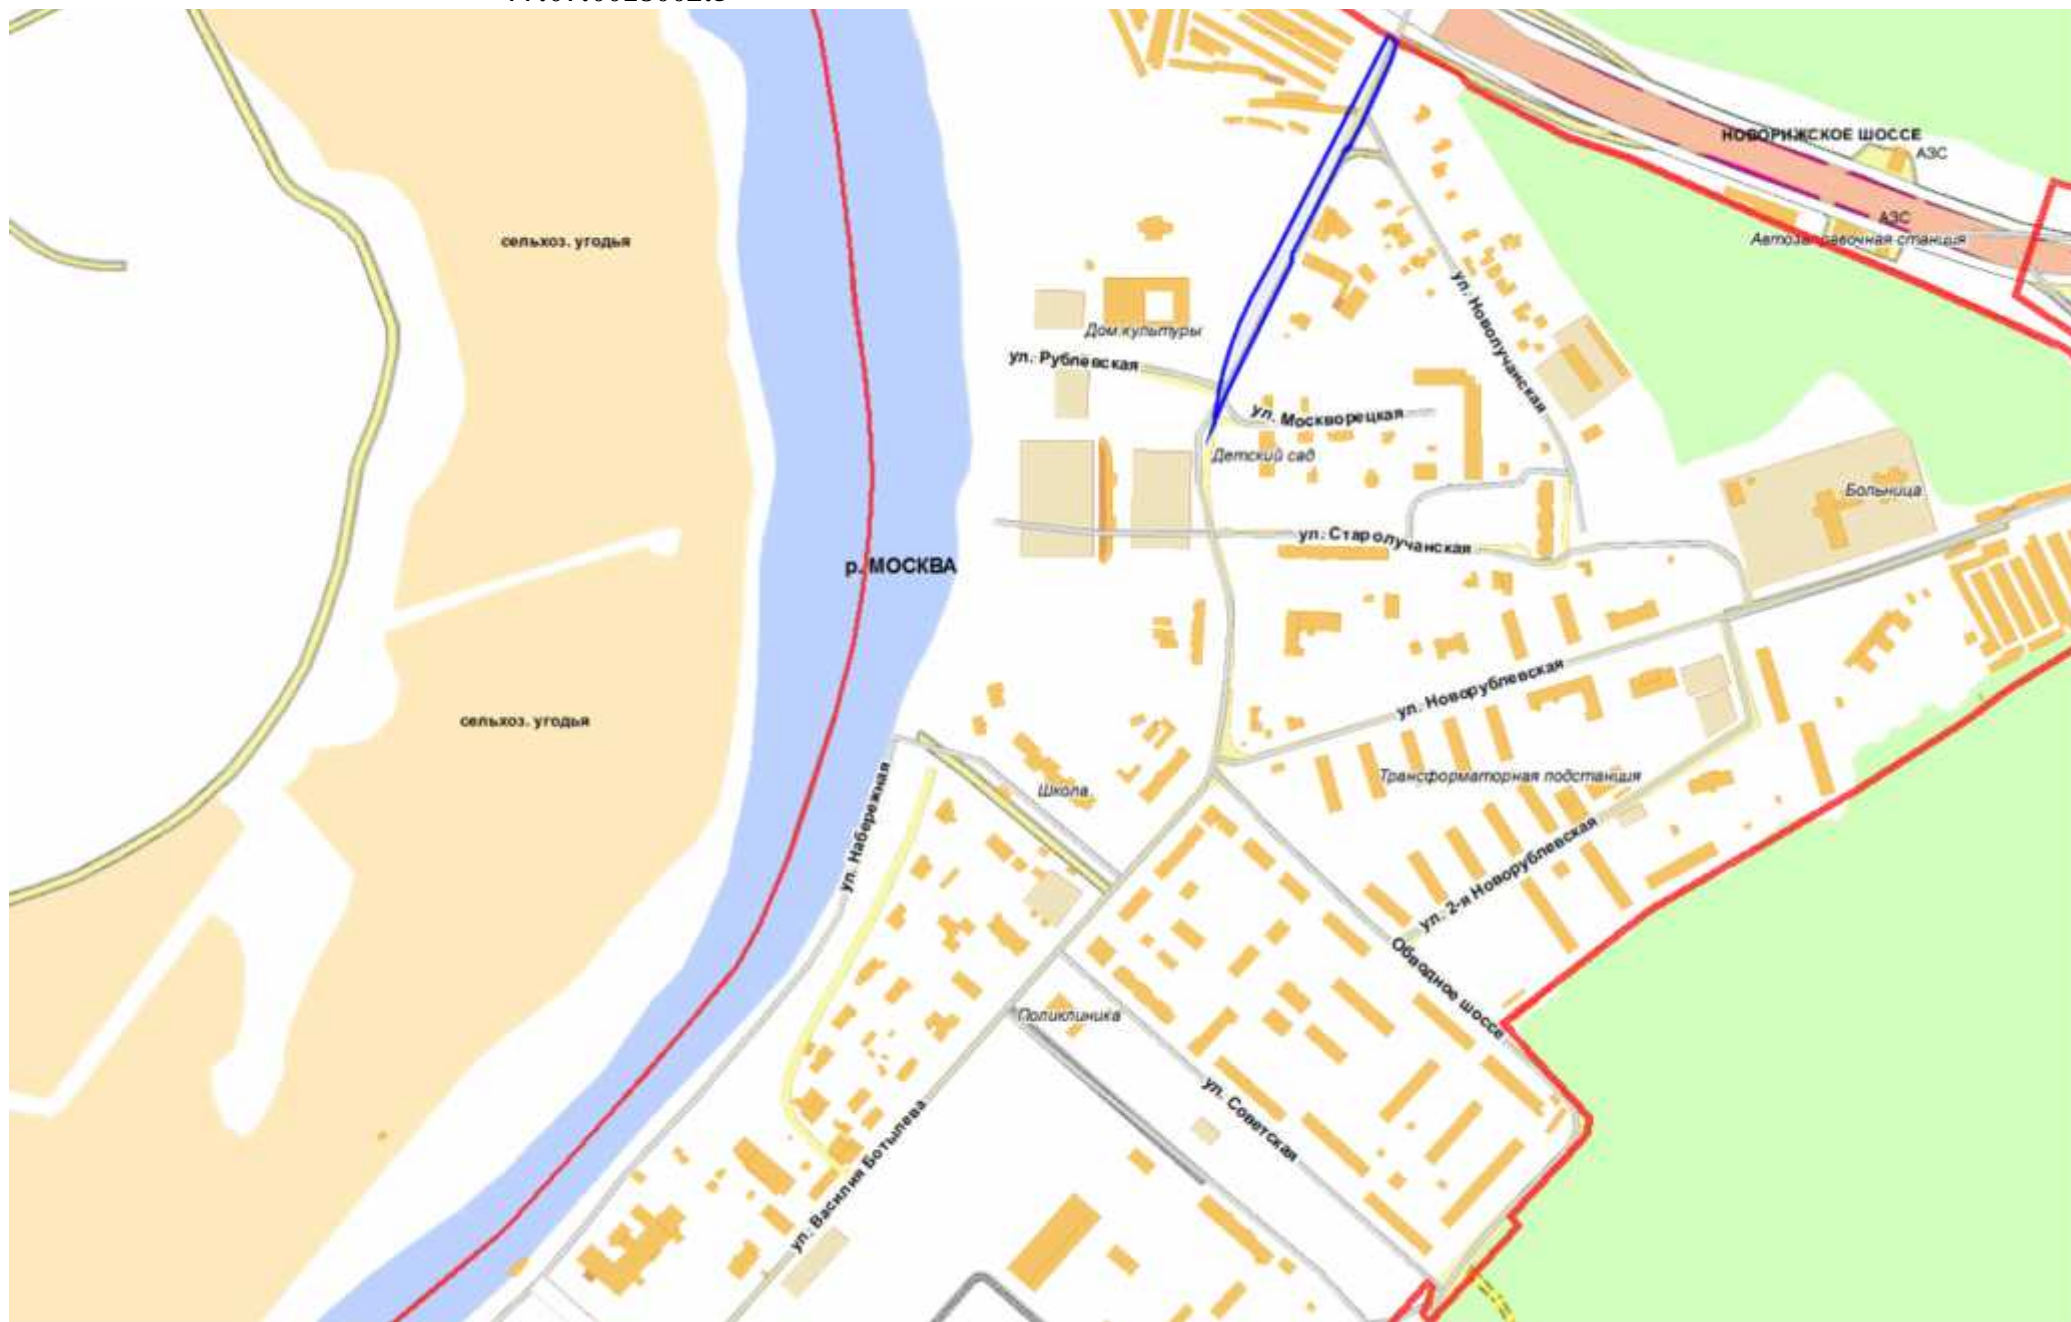 НОВОРИЖСКОЕ ШОССЕ
АЗС
АЗС
Автозаправочная станция
сельхоз. угодья
ул. Новолучанская
Дом культуры
ул. Рублевская
ул. Москворецкая
Детский сад
Больница
ул. Старолучанская
р. МОСКВА
ул. Новорублевская
сельхоз. угодья
Трансформаторная подстанция
Школа
ул. Набережная
ул. 2-я Новорублевская
Обводное шоссе
Поликлиника
ул. Советская
ул. Василия Ботылева